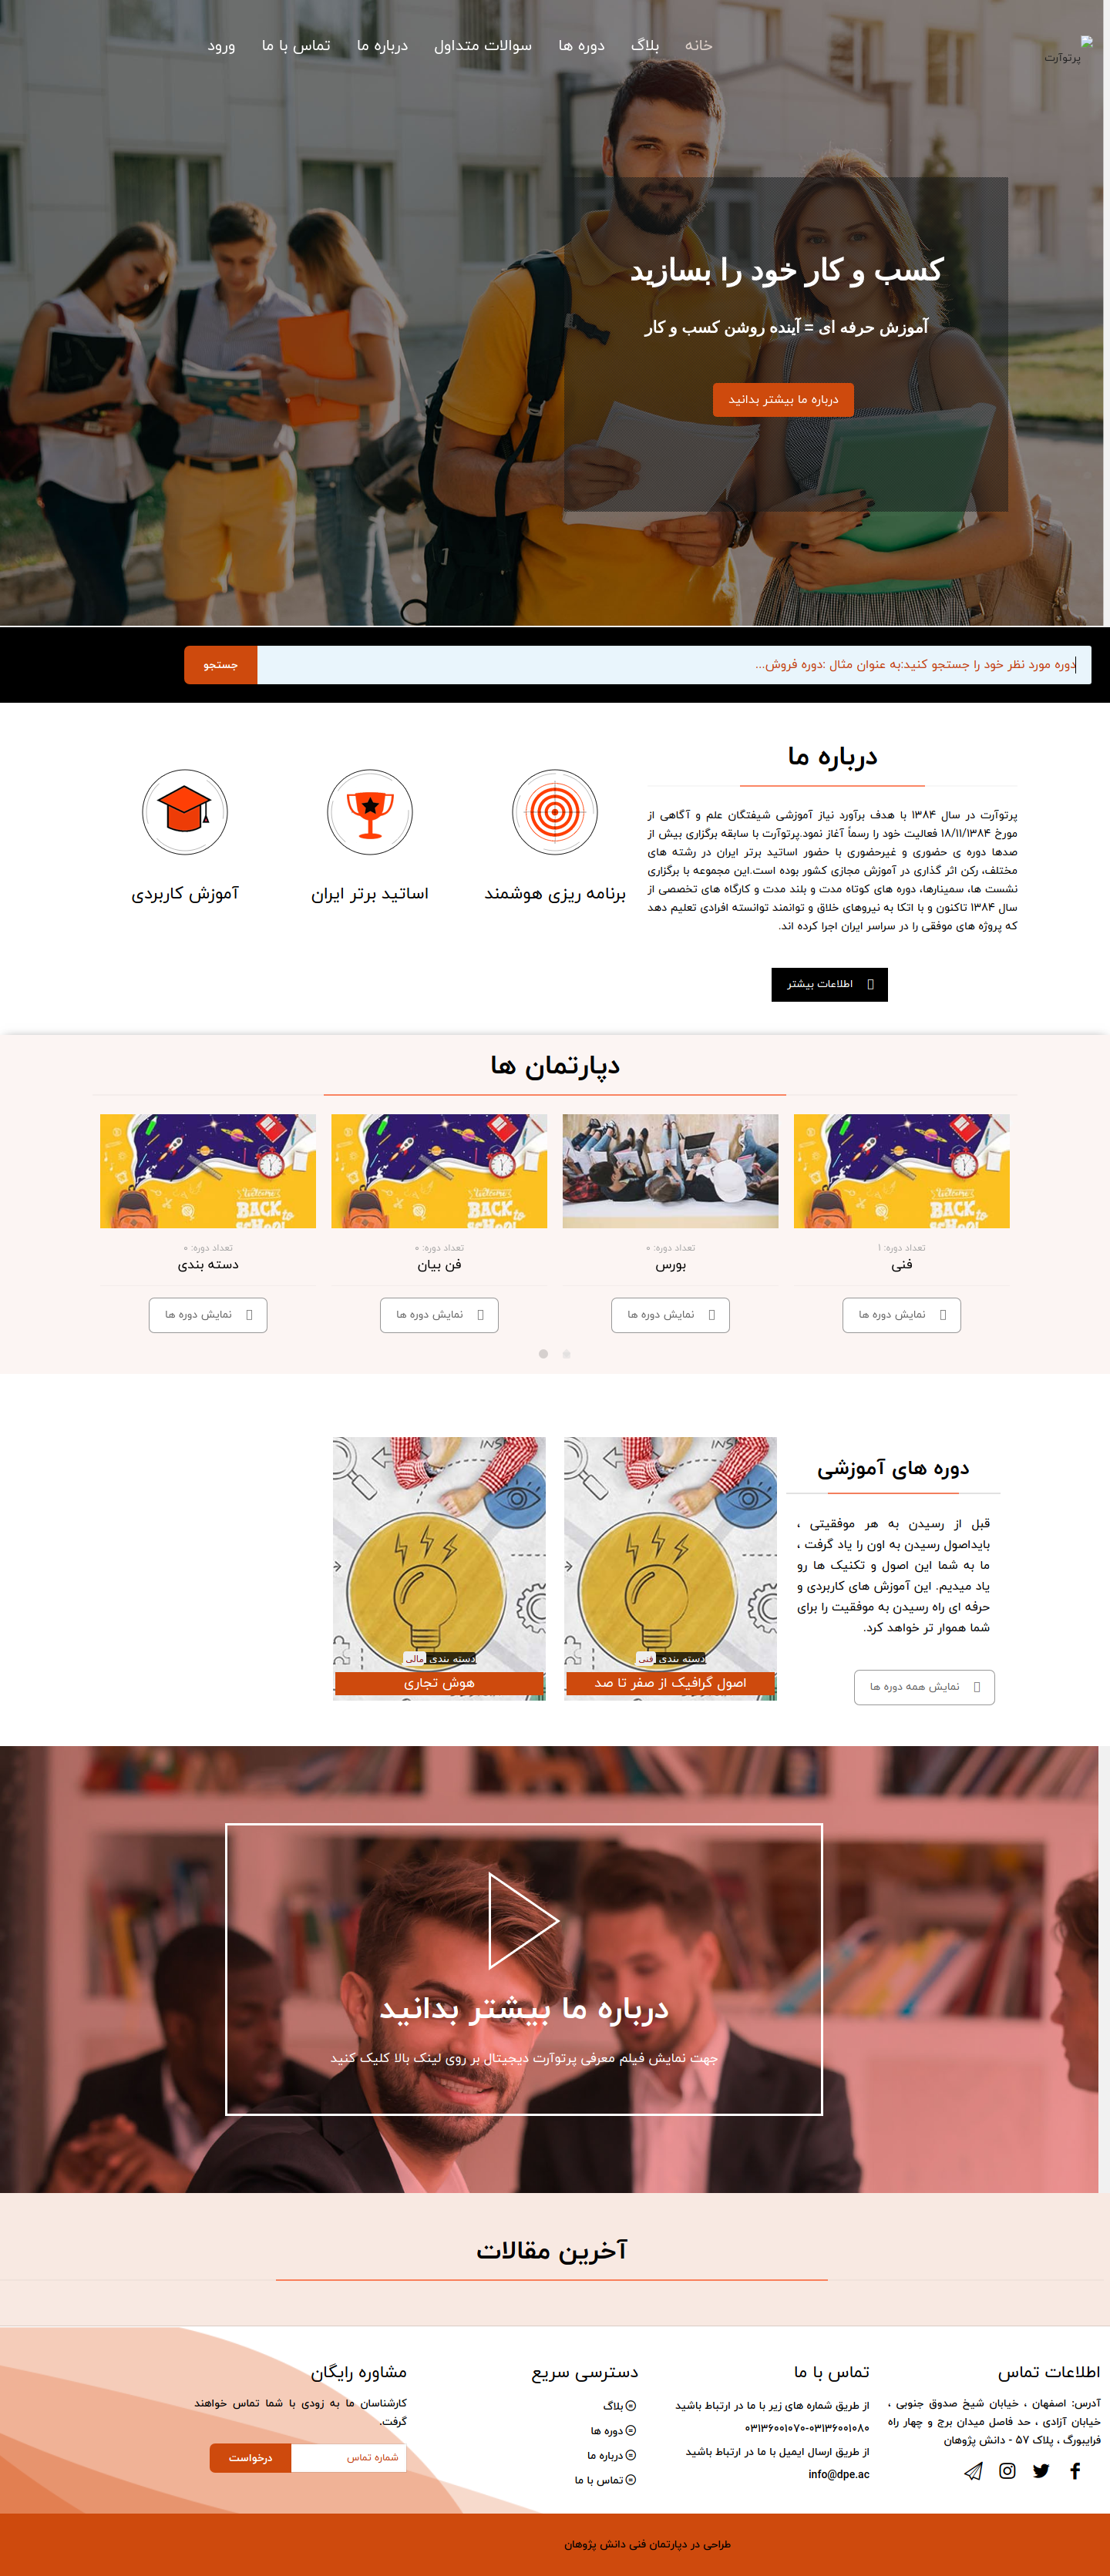 پرتوآرت
خانه
بلاگ
دوره ها
سوالات متداول
درباره ما
تماس با ما
ورود
کسب و کار خود را بسازید
آموزش حرفه ای = آینده روشن کسب و کار
درباره ما بیشتر بدانید
دوره مورد نظر خود را جستجو کنید:به عنوان مثال :دوره فروش...
جستجو
درباره ما
پرتوآرت در سال ۱۳۸۴ با هدف برآورد نیاز آموزشی شیفتگان علم و آگاهی از
مورخ ۱۸/۱۱/۱۳۸۴ فعالیت خود را رسماً آغاز نمود.پرتوآرت با سابقه برگزاری بیش از
صدها دوره ی حضوری و غیرحضوری با حضور اساتید برتر ایران در رشته های
مختلف، رکن اثر گذاری در آموزش مجازی کشور بوده است.این مجموعه با برگزاری
نشست ها، سمینارها، دوره های کوتاه مدت و بلند مدت و کارگاه های تخصصی از
سال ۱۳۸۴ تاکنون و با اتکا به نیروهای خلاق و توانمند توانسته افرادی تعلیم دهد
که پروژه های موفقی را در سراسر ایران اجرا کرده اند.
اطلاعات بیشتر
برنامه ریزی هوشمند
اساتید برتر ایران
آموزش کاربردی
دپارتمان ها
WELCOME
BACK to
SCHOOL
تعداد دوره: ۱
فنی
نمایش دوره ها
تعداد دوره: ۰
بورس
نمایش دوره ها
WELCOME
BACK to
SCHOOL
تعداد دوره: ۰
فن بیان
نمایش دوره ها
WELCOME
BACK to
SCHOOL
تعداد دوره: ۰
دسته بندی
نمایش دوره ها
دوره های آموزشی
قبل از رسیدن به هر موفقیتی ،
بایداصول رسیدن به اون را یاد گرفت ،
ما به شما این اصول و تکنیک ها رو
یاد میدیم. این آموزش های کاربردی و
حرفه ای راه رسیدن به موفقیت را برای
شما هموار تر خواهد کرد.
نمایش همه دوره ها
دسته بندی فنی
اصول گرافیک از صفر تا صد
دسته بندی مالی
هوش تجاری
درباره ما بیشتر بدانید
جهت نمایش فیلم معرفی پرتوآرت دیجیتال بر روی لینک بالا کلیک کنید
آخرین مقالات
اطلاعات تماس
آدرس: اصفهان ، خیابان شیخ صدوق جنوبی ،
خیابان آزادی ، حد فاصل میدان برج و چهار راه
فرایبورگ ، پلاک ۵۷ - دانش پژوهان
تماس با ما
از طریق شماره های زیر با ما در ارتباط باشید
۰۳۱۳۶۰۰۱۰۷۰-۰۳۱۳۶۰۰۱۰۸۰
از طریق ارسال ایمیل با ما در ارتباط باشید
info@dpe.ac
دسترسی سریع
بلاگ
دوره ها
درباره ما
تماس با ما
مشاوره رایگان
کارشناسان ما به زودی با شما تماس خواهند
گرفت.
شماره تماس
درخواست
طراحی در دپارتمان فنی دانش پژوهان